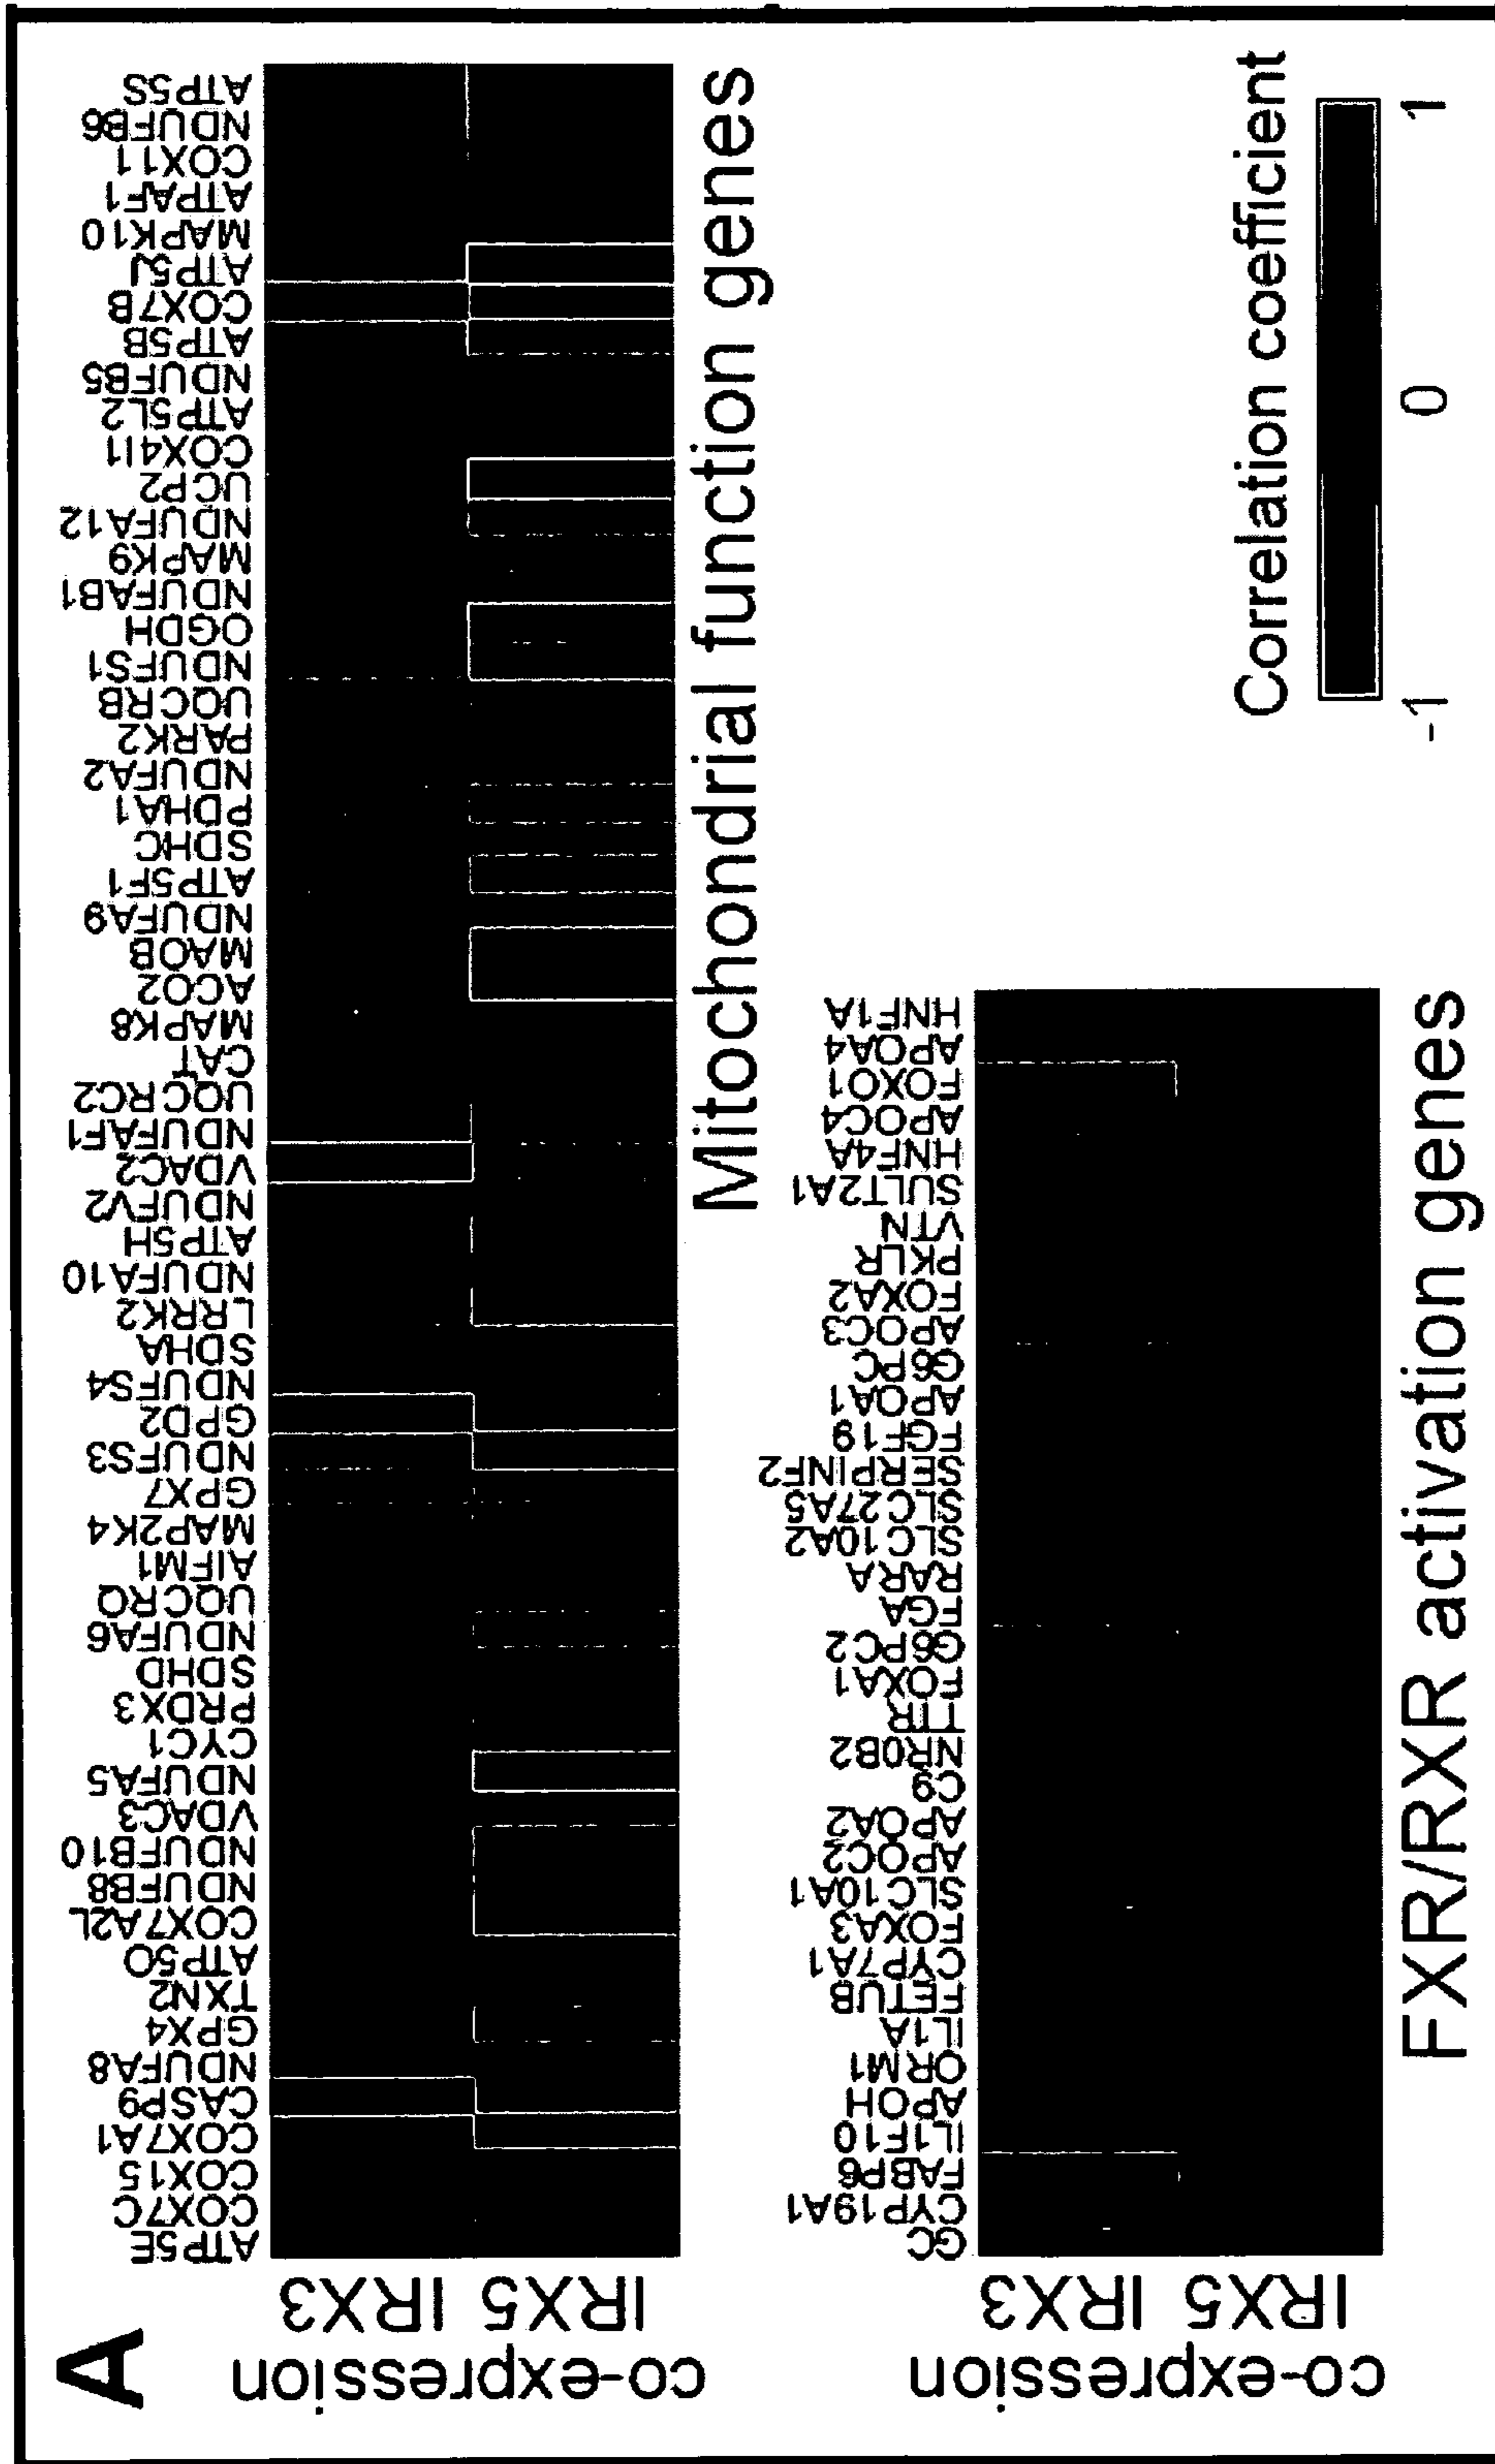 A
ATP5E
COX7C
COX15
COX7A1
CASP9
NDUFA8
GPX4
TXN2
ATP5O
COX7A2L
NDUFB8
NDUFB10
VDAC3
NDUFA5
CYC1
PRDX3
SDHD
NDUFA6
UQCRQ
AIFM1
MAP2K4
GPX7
NDUFS3
GPD2
NDUFS4
SDHA
LRRK2
NDUFA10
ATP5H
NDUFV2
VDAC2
NDUFAF1
UQCRC2
CAT
MAPK8
ACO2
MAOB
NDUFA9
ATP5F1
SDHC
PDHA1
NDUFA2
PARK2
UQCRB
NDUFS1
OGDH
NDUFAB1
MAPK9
NDUFA12
UCP2
COX4I1
ATP5L2
NDUFB5
ATP5B
COX7B
ATP5J
MAPK10
ATPAF1
COX11
NDUFB6
ATP5S
co-expression
IRX5 IRX3
Mitochondrial function genes
GC
CYP19A1
FABP6
IL1F10
APOH
ORM1
IL1A
FETUB
CYP7A1
FOXA3
SLC10A1
APOC2
APOA2
C9
NR0B2
TTR
FOXA1
G6PC2
FGA
RARA
SLC10A2
SLC27A5
SERPINF2
FGF19
APOA1
G6PC
APOC3
FOXA2
PKLR
VTN
SULT2A1
HNF4A
APOC4
FOXO1
APOA4
HNF1A
co-expression
IRX5 IRX3
FXR/RXR activation genes
Correlation coefficient
-1 0 1